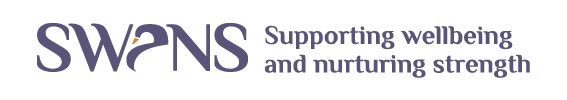 SWANS
Supporting wellbeing
and nurturing strength